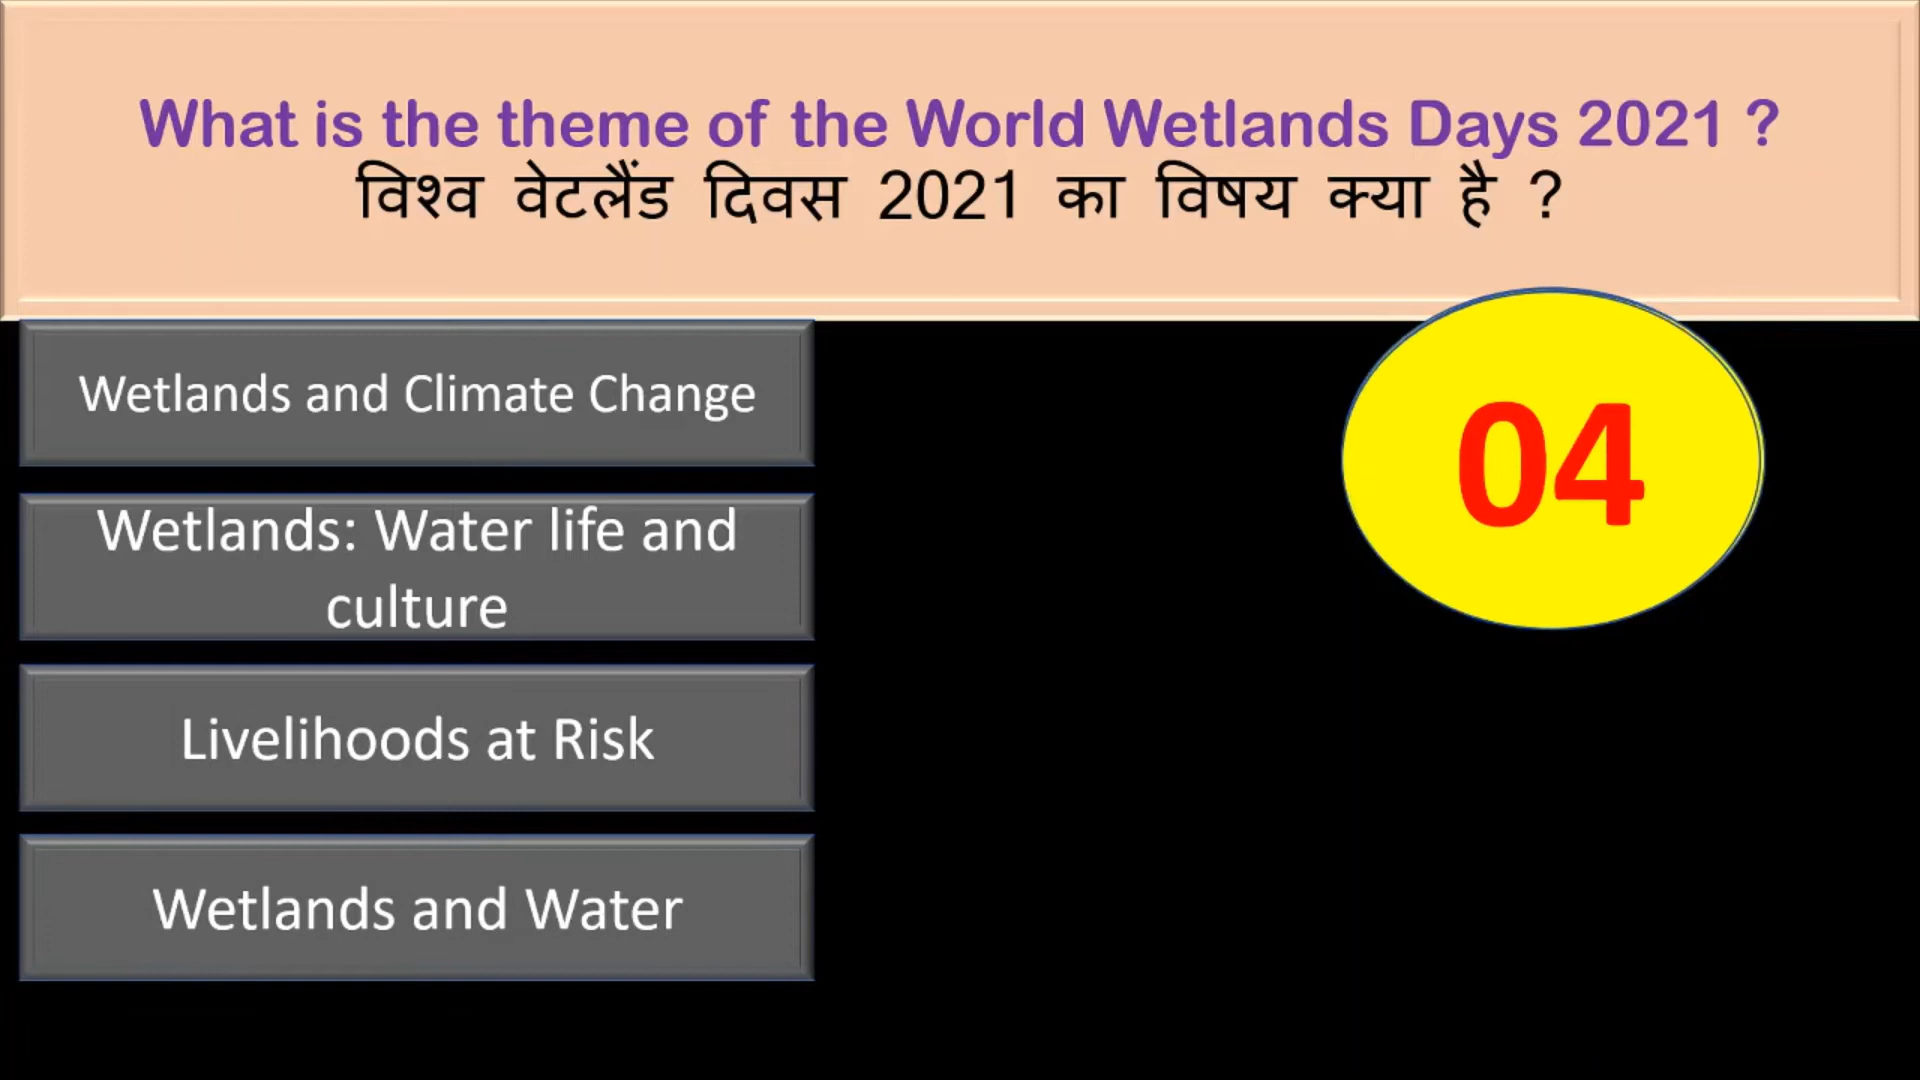 What is the theme of the World Wetlands Days 2021 ?
विश्व वेटलैंड दिवस 2021 का विषय क्या है ?
Wetlands and Climate Change
Wetlands: Water life and
culture
Livelihoods at Risk
Wetlands and Water
04